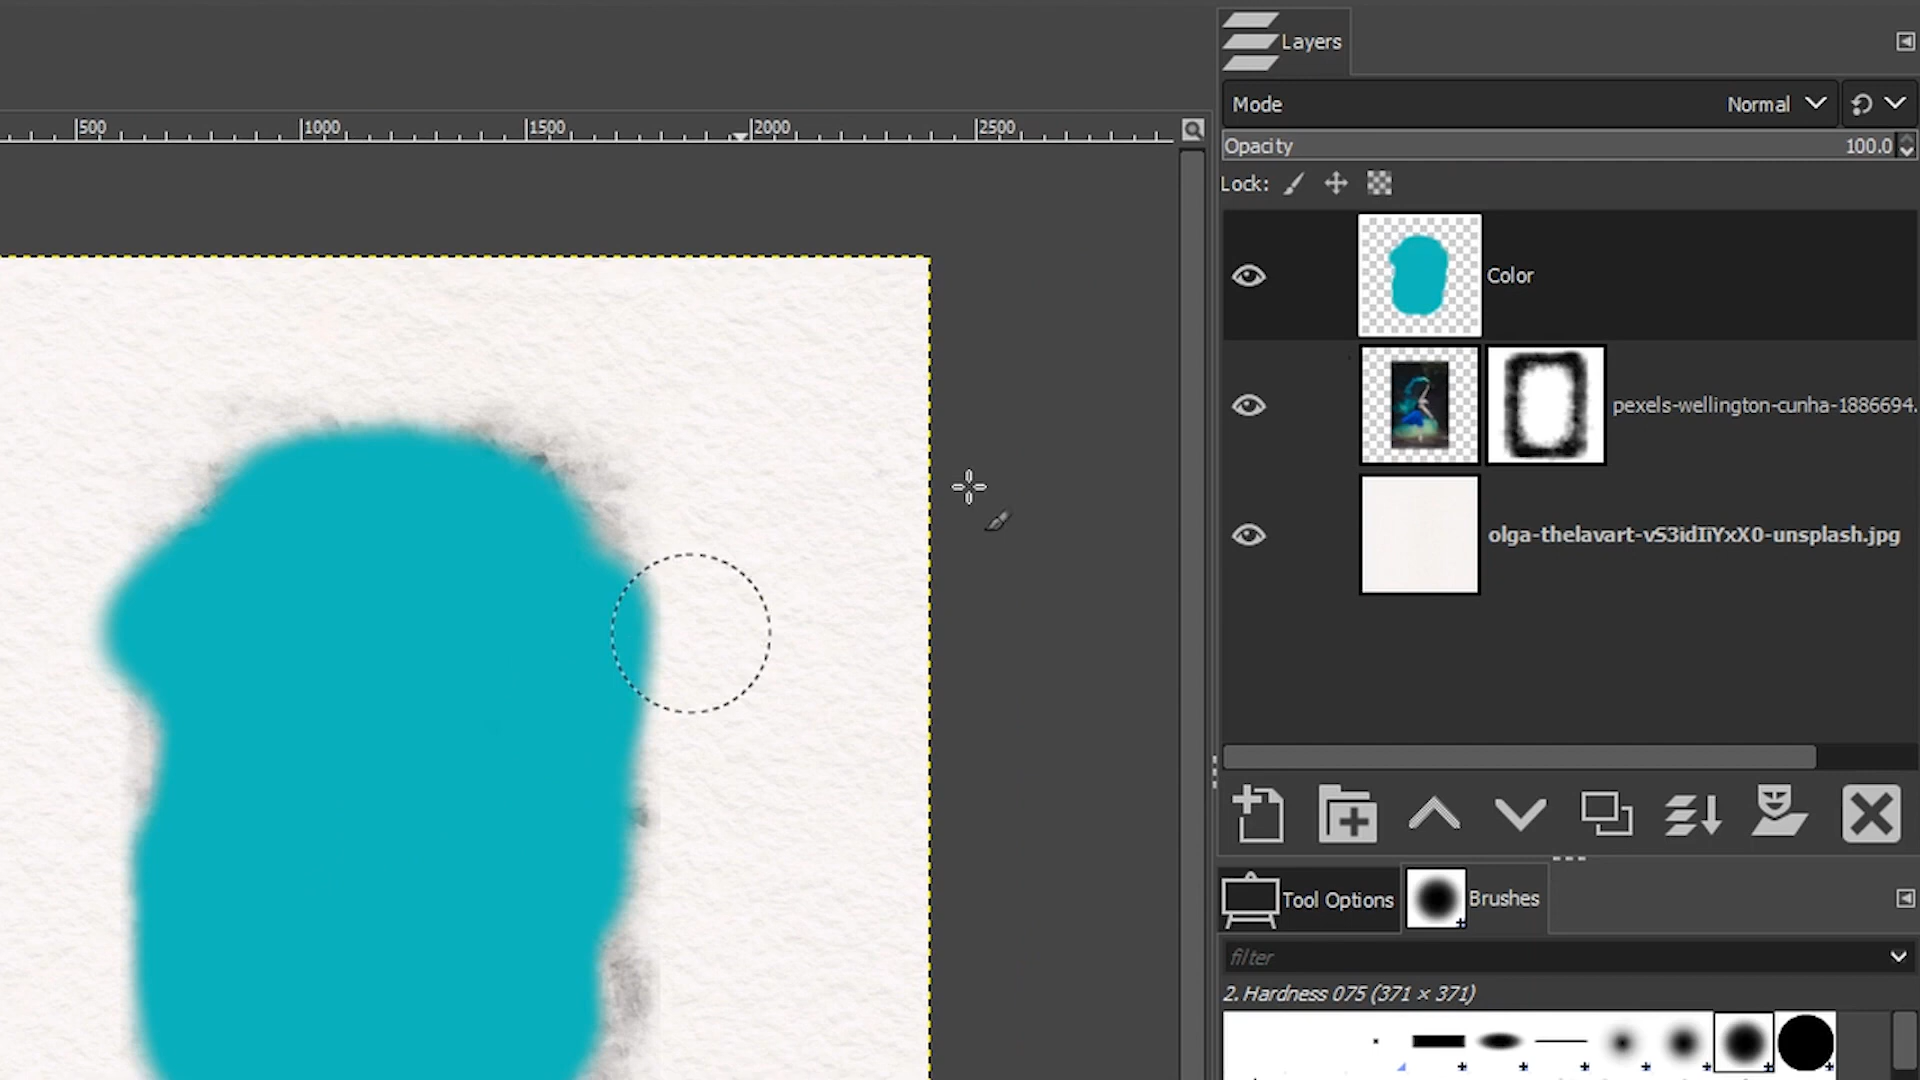 Layers
Mode Normal
500 1000 1500 2000 2500
Opacity 100.0
Lock:
Color
pexels-wellington-cunha-1886694.
olga-thelavart-vS3idIiYxX0-unsplash.jpg
Tool Options Brushes
filter
2. Hardness 075 (371 × 371)